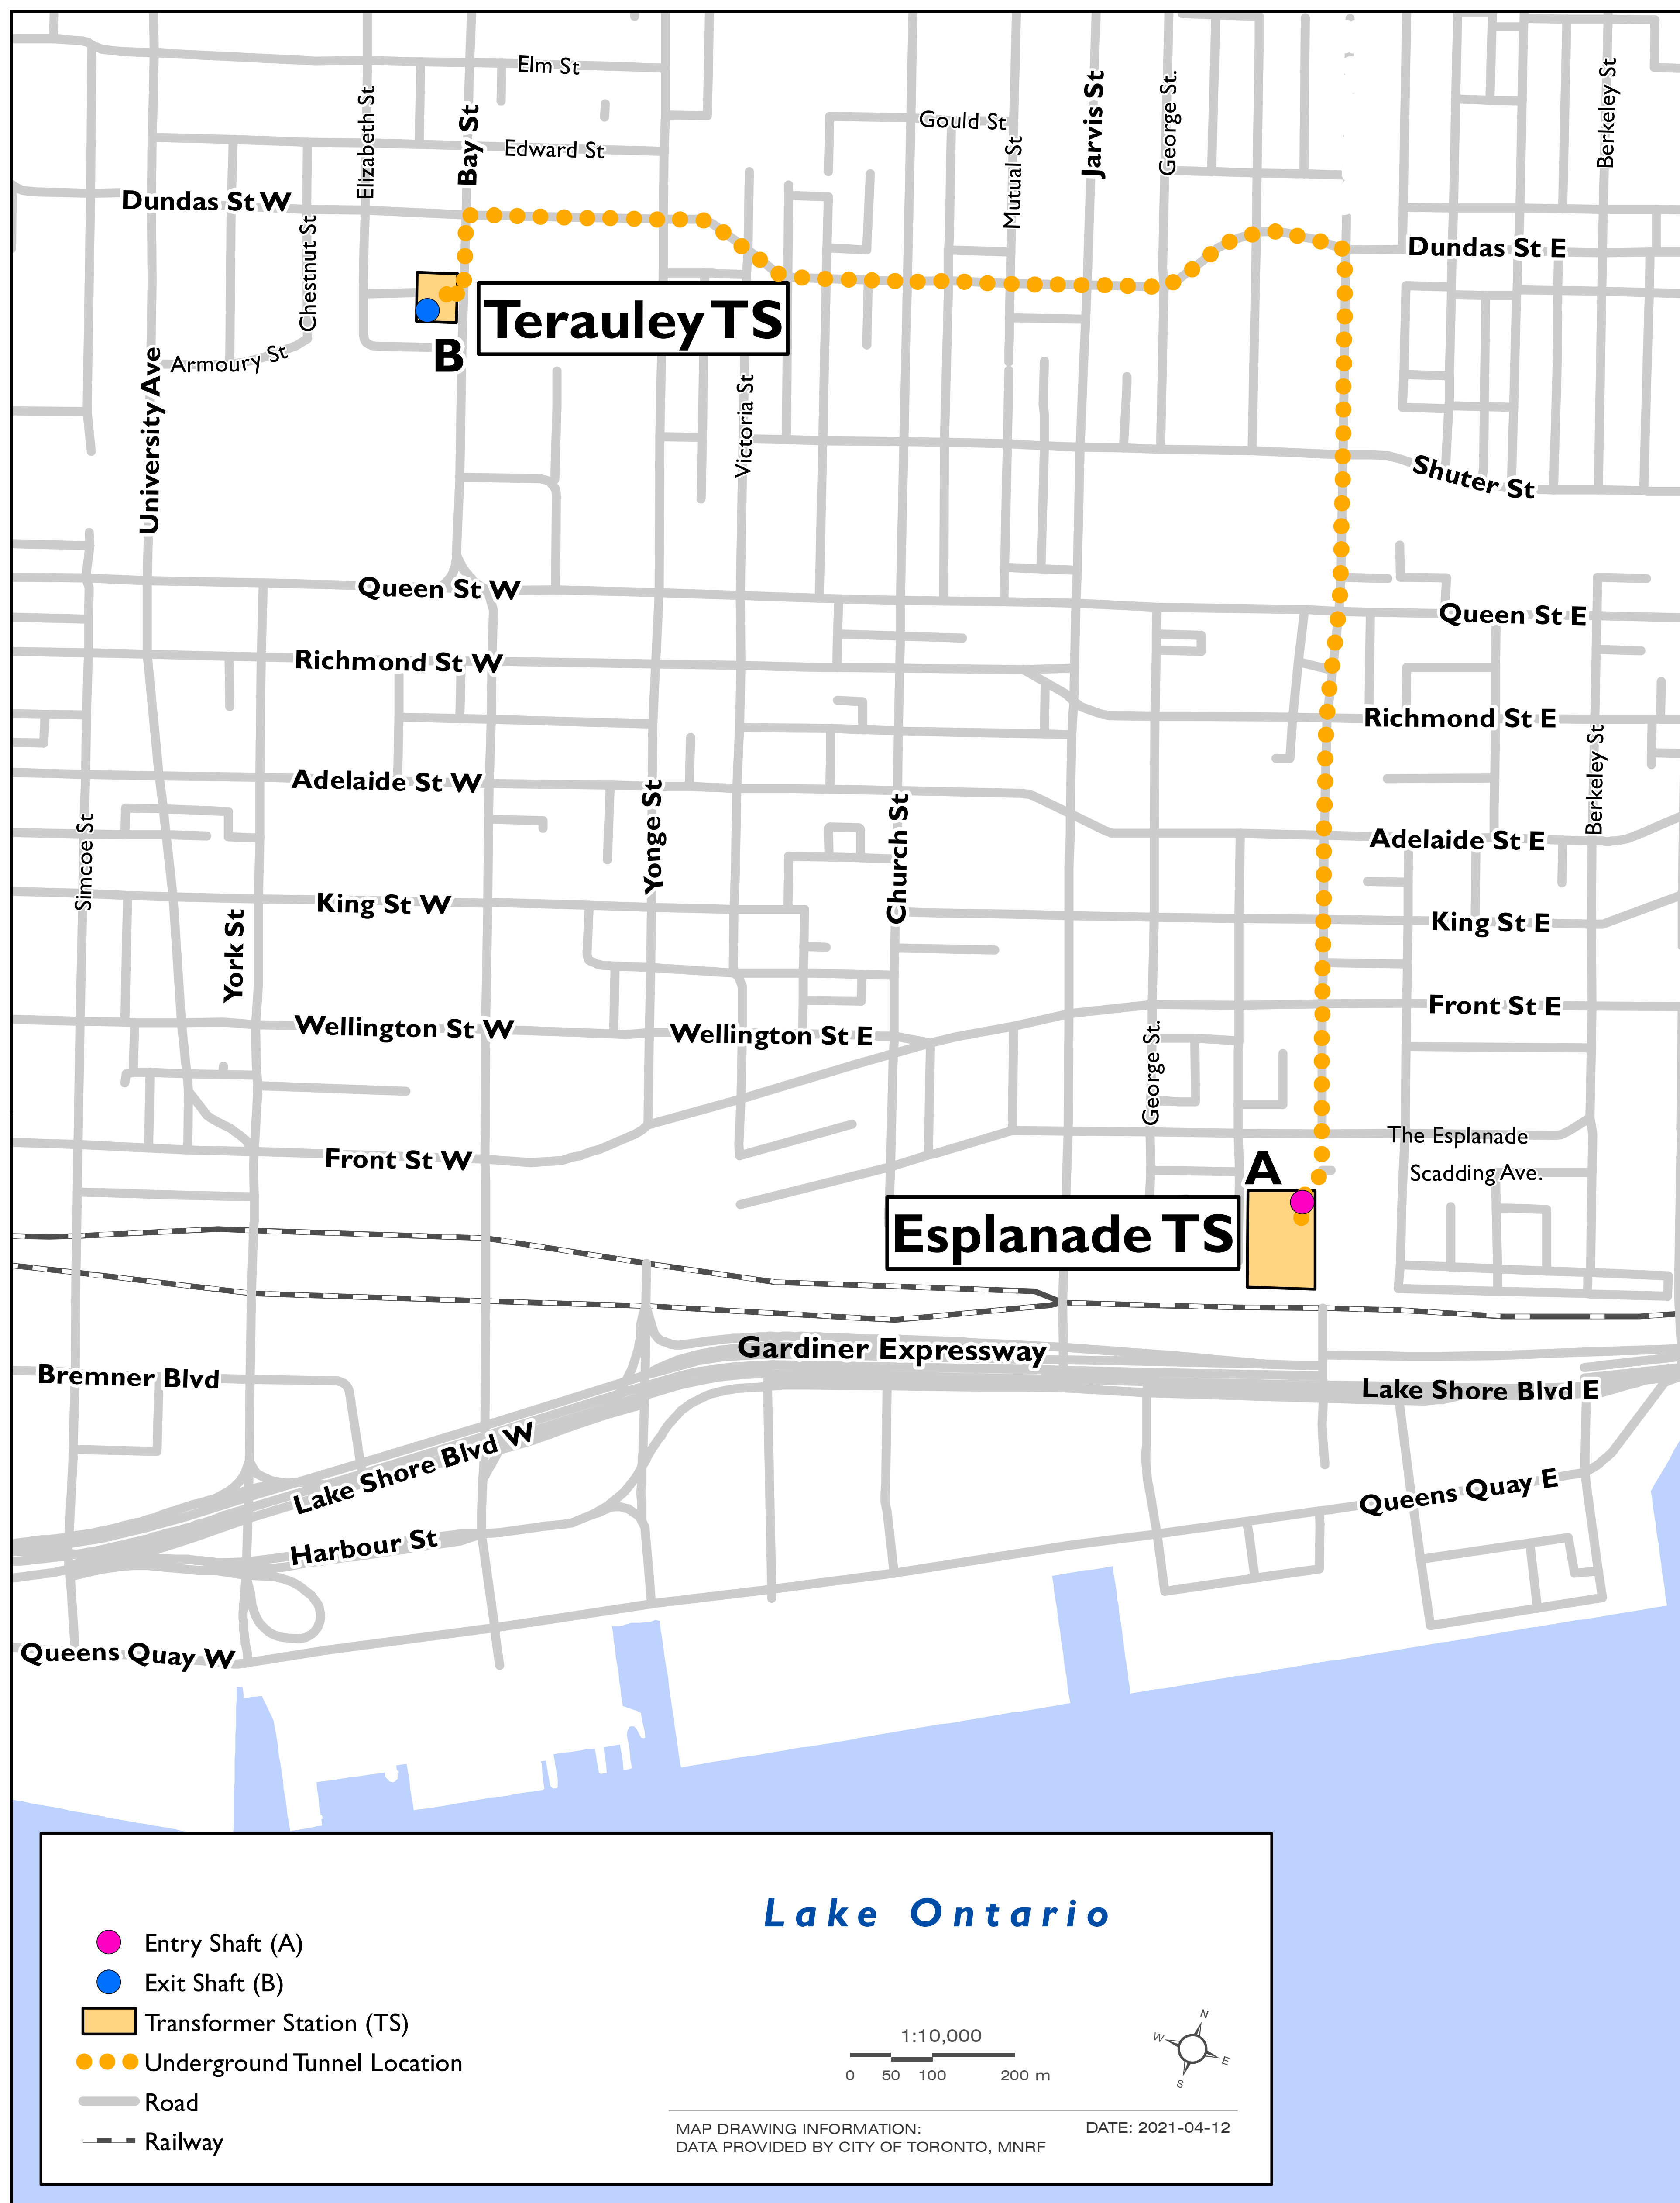 Elm St
Elizabeth St
Bay St
Edward St
Gould St
Mutual St
Jarvis St
George St.
Berkeley St
Dundas St W
Chestnut St
Dundas St E
Terauley TS
B
Armoury St
University Ave
Victoria St
Shuter St
Queen St W
Queen St E
Richmond St W
Richmond St E
Berkeley St
Adelaide St W
Yonge St
Church St
Adelaide St E
Simcoe St
King St W
King St E
York St
Wellington St W
Wellington St E
Front St E
George St.
Front St W
The Esplanade
A
Scadding Ave.
Esplanade TS
Gardiner Expressway
Bremner Blvd
Lake Shore Blvd E
Lake Shore Blvd W
Queens Quay E
Harbour St
Queens Quay W
Lake Ontario
Entry Shaft (A)
Exit Shaft (B)
Transformer Station (TS)
Underground Tunnel Location
Road
Railway
1:10,000
0 50 100 200 m
N
W
E
S
MAP DRAWING INFORMATION:
DATA PROVIDED BY CITY OF TORONTO, MNRF
DATE: 2021-04-12